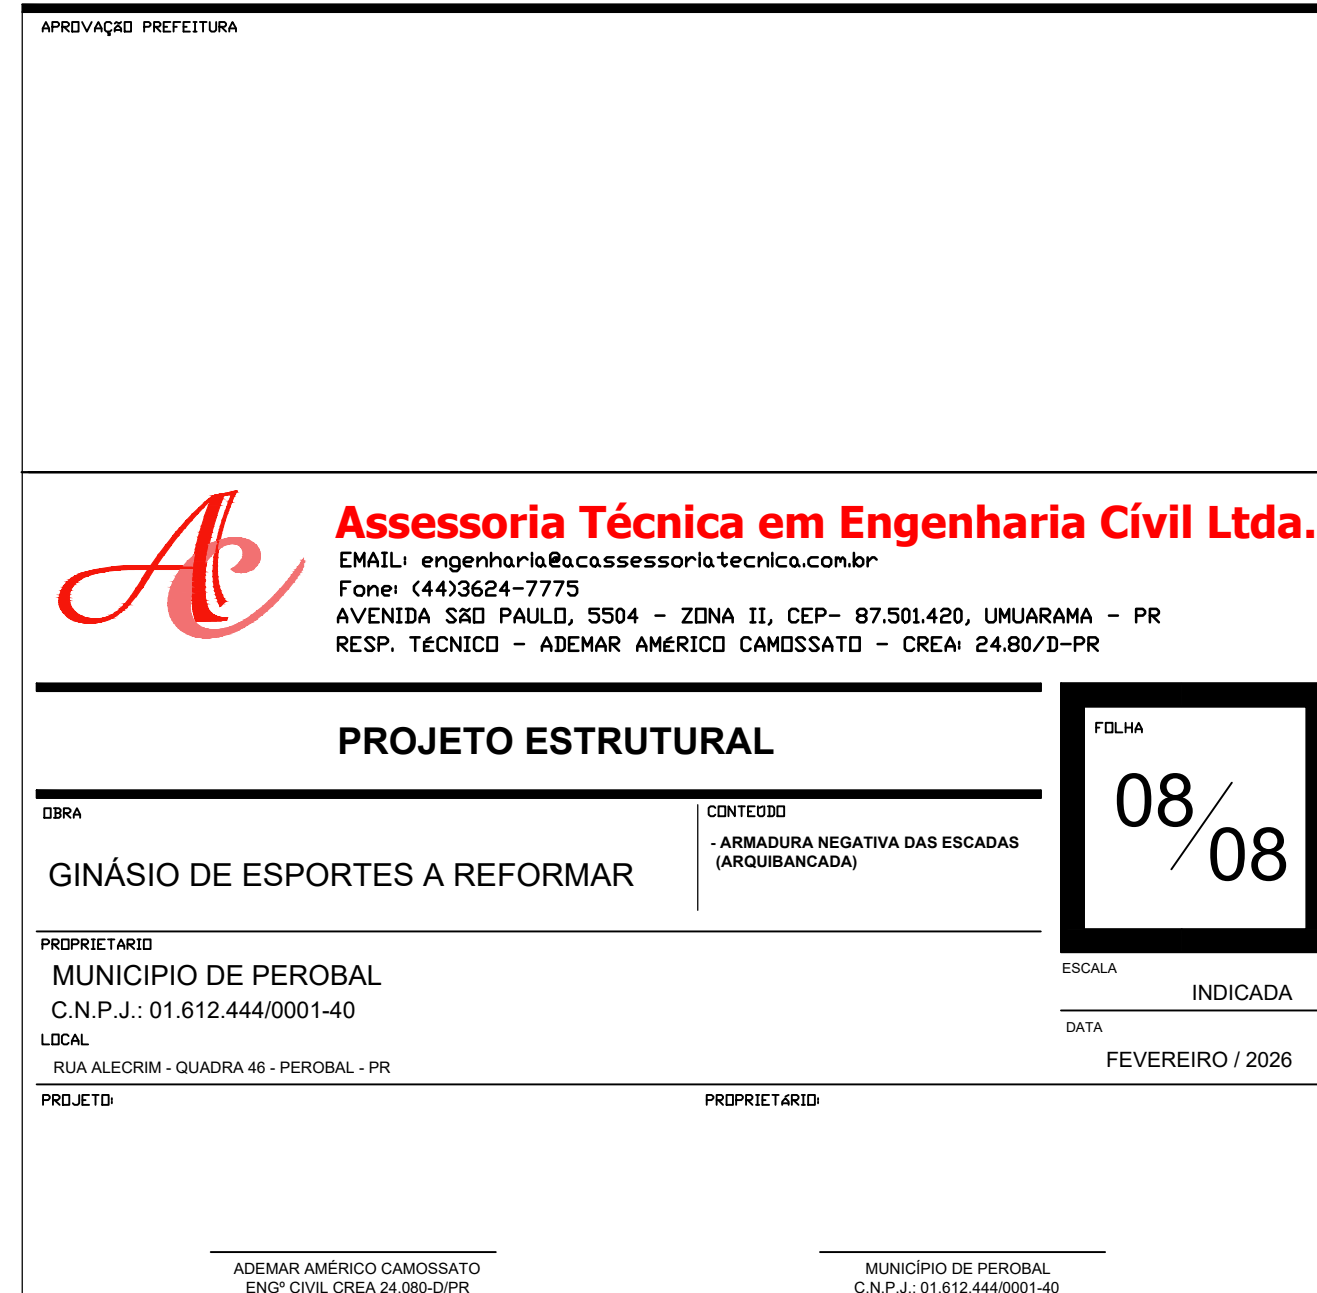 APROVAÇÃO PREFEITURA
AC
Assessoria Técnica em Engenharia Cívil Ltda.
EMAIL: engenharia@acassessoriatecnica.com.br
Fone: (44)3624-7775
AVENIDA SÃO PAULO, 5504 - ZONA II, CEP- 87.501.420, UMUARAMA - PR
RESP. TÉCNICO - ADEMAR AMÉRICO CAMOSSATO - CREA: 24.80/D-PR
PROJETO ESTRUTURAL
FOLHA
08/08
OBRA
GINÁSIO DE ESPORTES A REFORMAR
CONTEÚDO
- ARMADURA NEGATIVA DAS ESCADAS
(ARQUIBANCADA)
PROPRIETARIO
MUNICIPIO DE PEROBAL
C.N.P.J.: 01.612.444/0001-40
LOCAL
RUA ALECRIM - QUADRA 46 - PEROBAL - PR
ESCALA
INDICADA
DATA
FEVEREIRO / 2026
PROJETO:
PROPRIETÁRIO:
ADEMAR AMÉRICO CAMOSSATO
ENGº CIVIL CREA 24.080-D/PR
MUNICÍPIO DE PEROBAL
C.N.P.J.: 01.612.444/0001-40